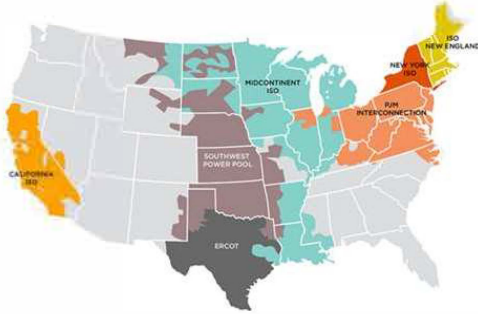 ISO
NEW ENGLAND
NEW YORK
ISO
MIDCONTINENT
ISO
PJM
INTERCONNECTION
SOUTHWEST
POWER POOL
CALIFORNIA
ISO
ERCOT